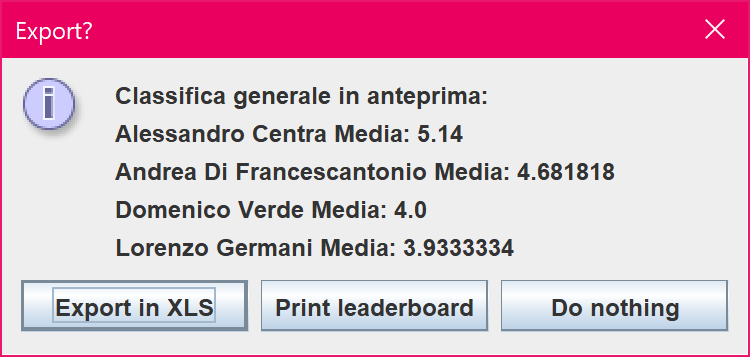 Export?
Classifica generale in anteprima:
Alessandro Centra Media: 5.14
Andrea Di Francescantonio Media: 4.681818
Domenico Verde Media: 4.0
Lorenzo Germani Media: 3.9333334
Export in XLS Print leaderboard Do nothing